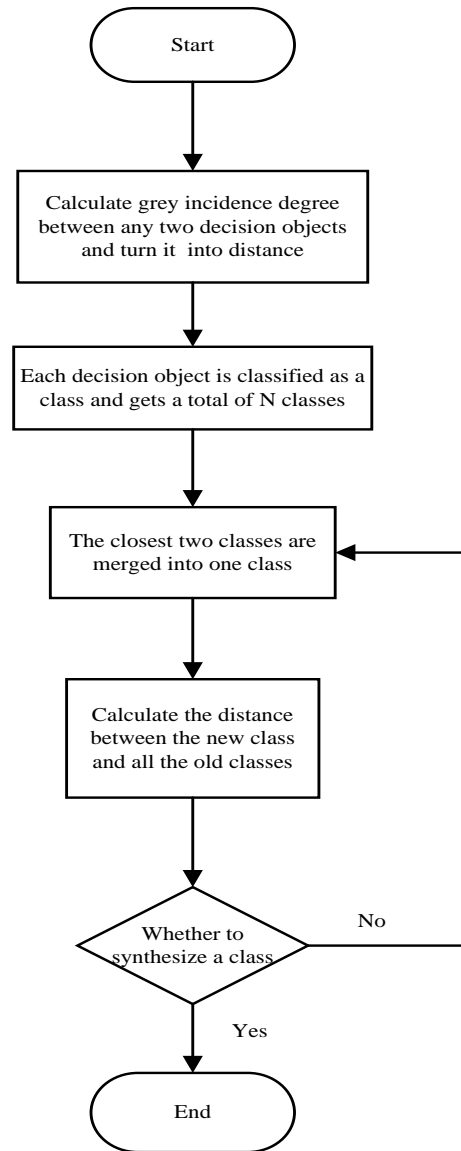 Start
Calculate grey incidence degree
between any two decision objects
and turn it into distance
Each decision object is classified as a
class and gets a total of N classes
The closest two classes are
merged into one class
Calculate the distance
between the new class
and all the old classes
Whether to
synthesize a class
No
Yes
End